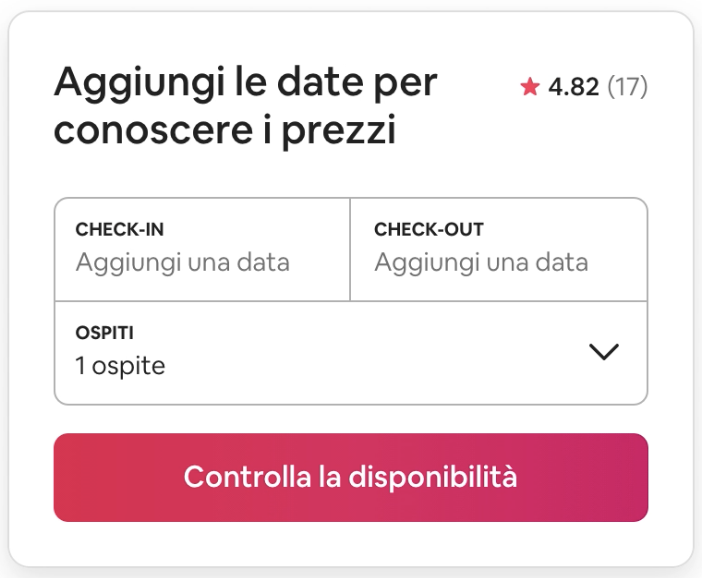 Aggiungi le date per
conoscere i prezzi
★ 4.82 (17)
CHECK-IN
Aggiungi una data
CHECK-OUT
Aggiungi una data
OSPITI
1 ospite
Controlla la disponibilità